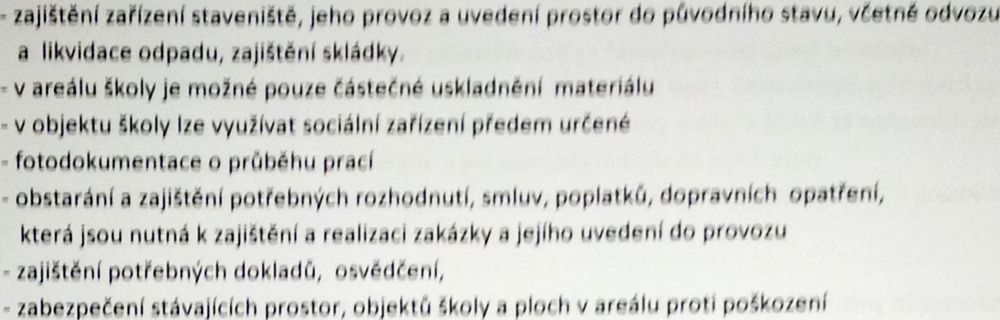 - zajištění zařízení staveniště, jeho provoz a uvedení prostor do původního stavu, včetně odvozu
a likvidace odpadu, zajištění skládky.
- v areálu školy je možné pouze částečné uskladnění materiálu
- v objektu školy lze využívat sociální zařízení předem určené
- fotodokumentace o průběhu prací
- obstarání a zajištění potřebných rozhodnutí, smluv, poplatků, dopravních opatření,
která jsou nutná k zajištění a realizaci zakázky a jejího uvedení do provozu
- zajištění potřebných dokladů, osvědčení,
- zabezpečení stávajících prostor, objektů školy a ploch v areálu proti poškození